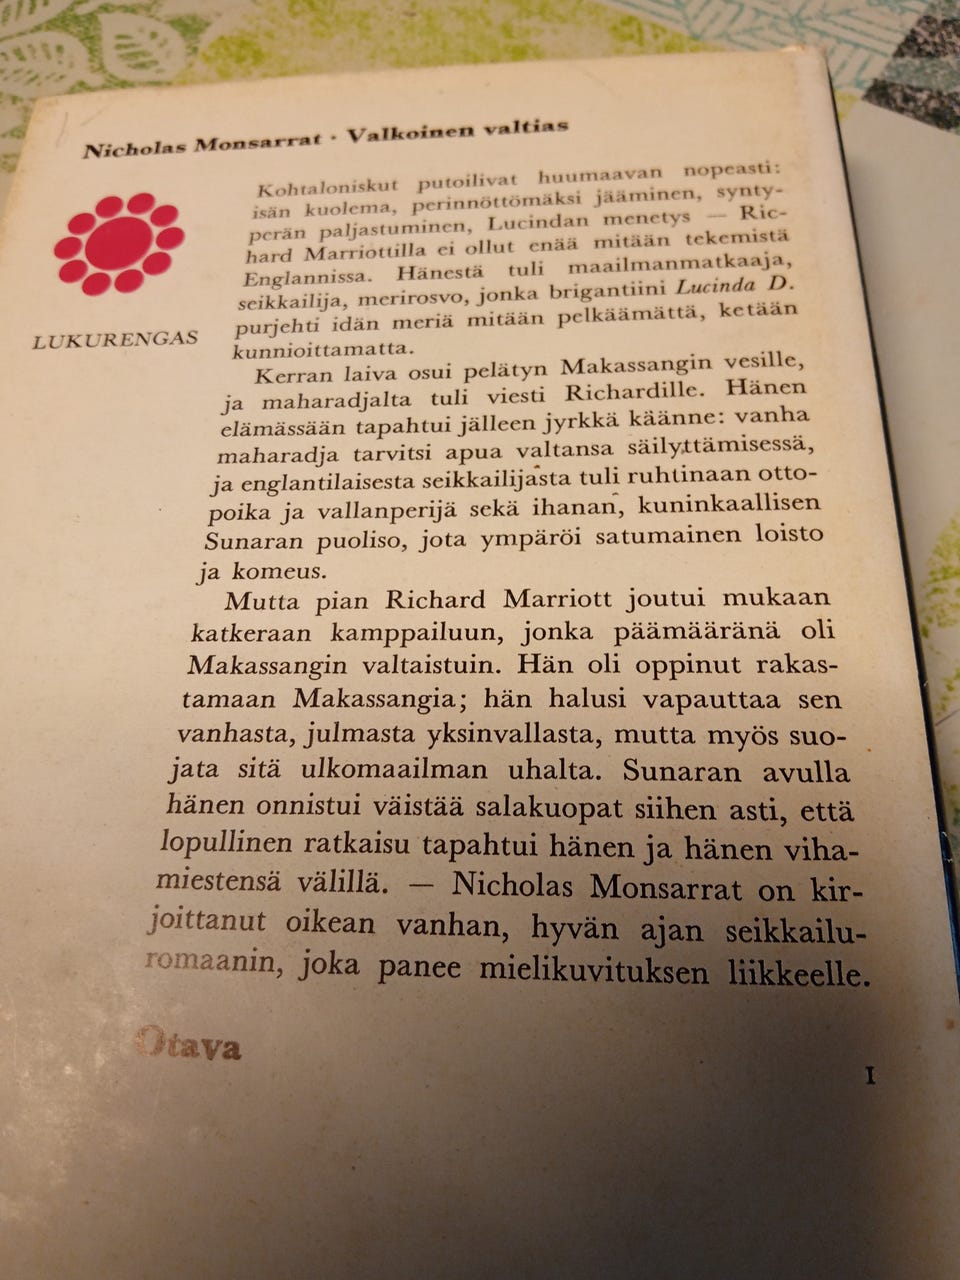 Nicholas Monsarrat · Valkoinen valtias
LUKURENGAS
Kohtaloniskut putoilivat huumaavan nopeasti:
isän kuolema, perinnöttömäksi jääminen, synty-
perän paljastuminen, Lucindan menetys — Ric-
hard Marriottilla ei ollut enää mitään tekemistä
Englannissa. Hänestä tuli maailmanmatkaaja,
seikkailija, merirosvo, jonka brigantiini Lucinda D.
purjehti idän meriä mitään pelkäämättä, ketään
kunnioittamatta.
Kerran laiva osui pelätyn Makassangin vesille,
ja maharadjalta tuli viesti Richardille. Hänen
elämässään tapahtui jälleen jyrkkä käänne: vanha
maharadja tarvitsi apua valtansa säilyttämisessä,
ja englantilaisesta seikkailijasta tuli ruhtinaan otto-
poika ja vallanperijä sekä ihanan, kuninkaallisen
Sunaran puoliso, jota ympäröi satumainen loisto
ja komeus.
Mutta pian Richard Marriott joutui mukaan
katkeraan kamppailuun, jonka päämääränä oli
Makassangin valtaistuin. Hän oli oppinut rakas-
tamaan Makassangia; hän halusi vapauttaa sen
vanhasta, julmasta yksinvallasta, mutta myös suo-
jata sitä ulkomaailman uhalta. Sunaran avulla
hänen onnistui väistää salakuopat siihen asti, että
lopullinen ratkaisu tapahtui hänen ja hänen viha-
miestensä välillä. — Nicholas Monsarrat on kir-
joittanut oikean vanhan, hyvän ajan seikkailu-
romaanin, joka panee mielikuvituksen liikkeelle.
Otava
I